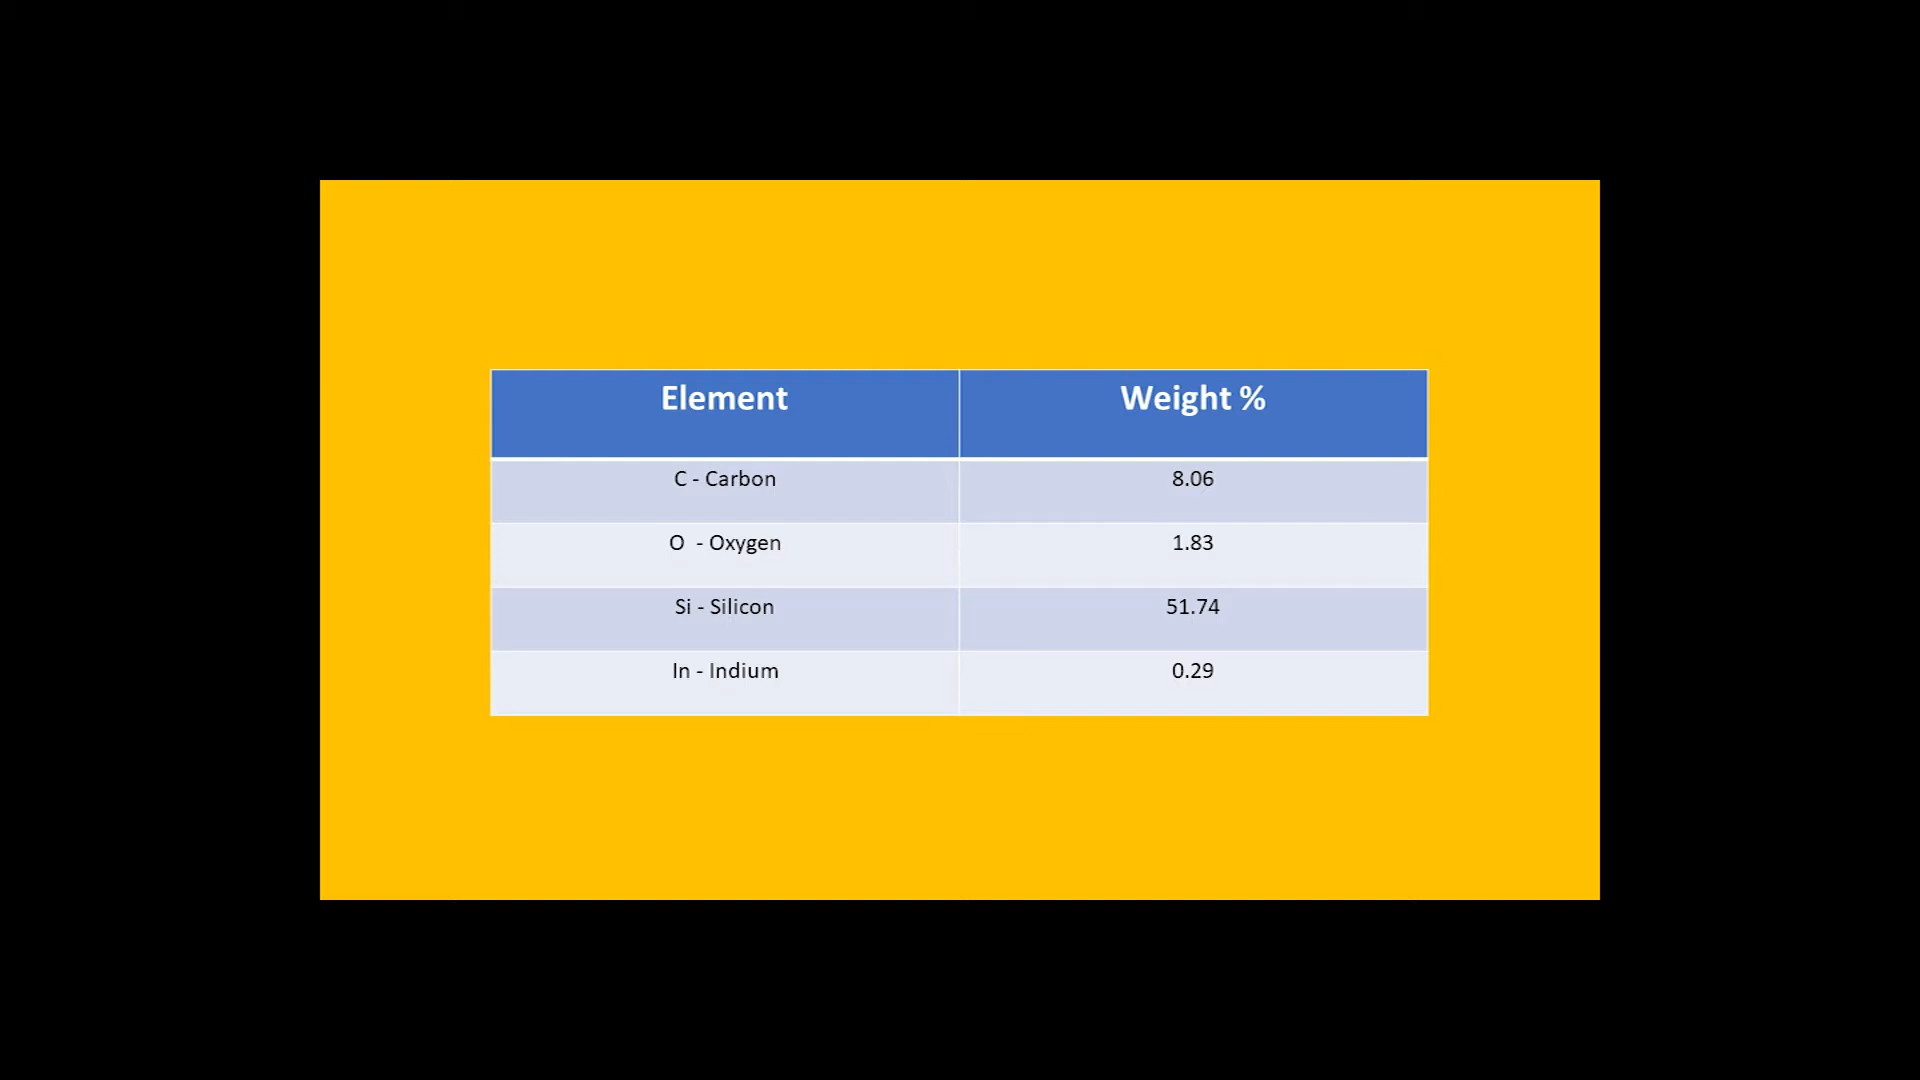 Element Weight %
C - Carbon 8.06
O - Oxygen 1.83
Si - Silicon 51.74
In - Indium 0.29